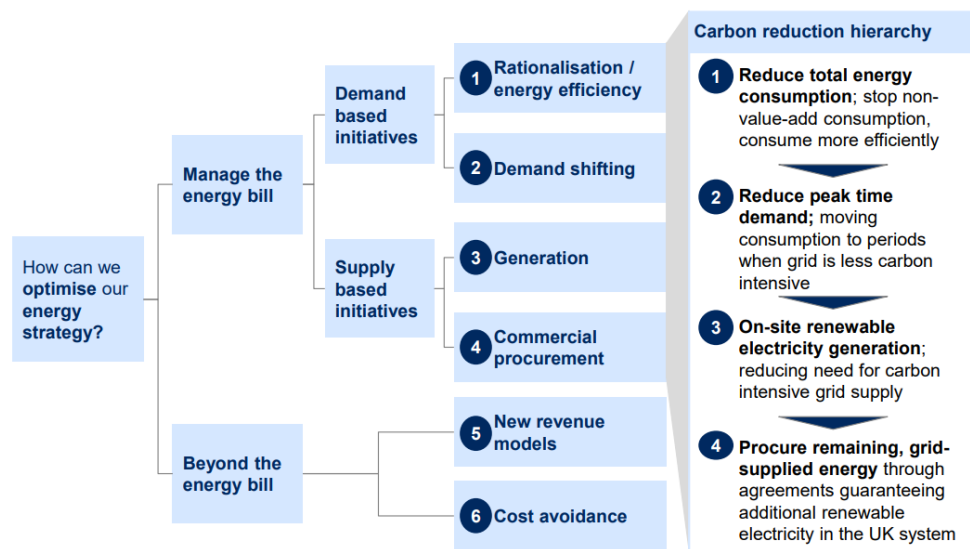 How can we
optimise our
energy
strategy?
Manage the
energy bill
Beyond the
energy bill
Demand
based
initiatives
Supply
based
initiatives
1
Rationalisation /
energy efficiency
2
Demand shifting
3
Generation
4
Commercial
procurement
5
New revenue
models
6
Cost avoidance
Carbon reduction hierarchy
1
Reduce total energy
consumption; stop non-
value-add consumption,
consume more efficiently
2
Reduce peak time
demand; moving
consumption to periods
when grid is less carbon
intensive
3
On-site renewable
electricity generation;
reducing need for carbon
intensive grid supply
4
Procure remaining, grid-
supplied energy through
agreements guaranteeing
additional renewable
electricity in the UK system